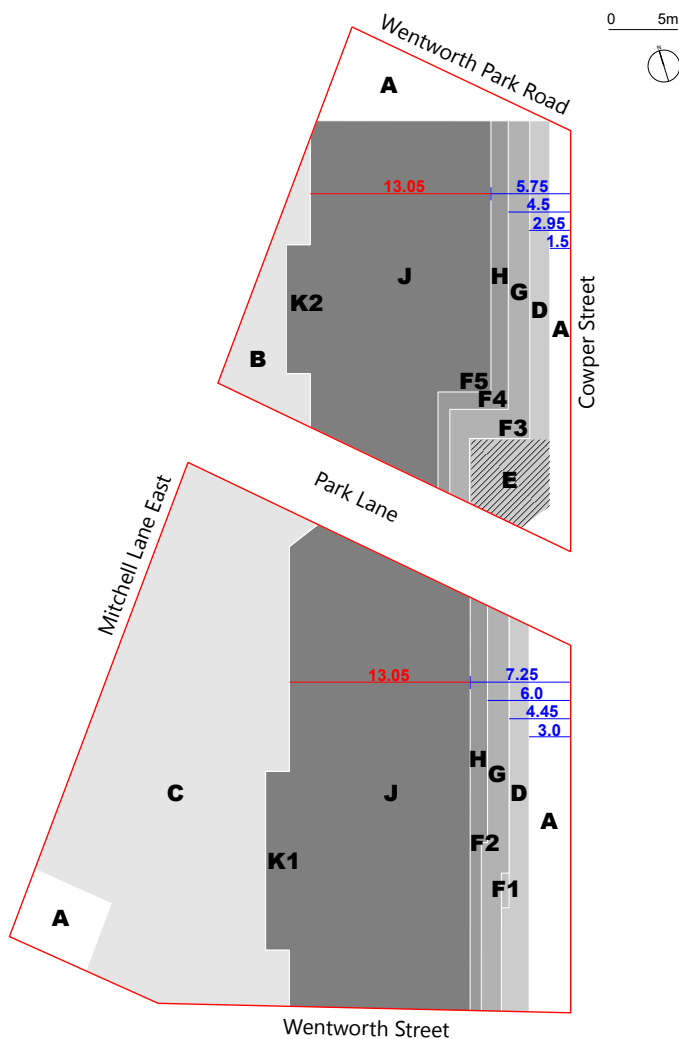 0 5m
Wentworth Park Road
N
A
13.05
5.75
4.5
2.95
1.5
J
H
G
D
A
K2
B
Cowper Street
F5
F4
F3
E
Park Lane
Mitchell Lane East
13.05
7.25
6.0
4.45
3.0
H
G
D
C
J
A
F2
K1
F1
A
Wentworth Street